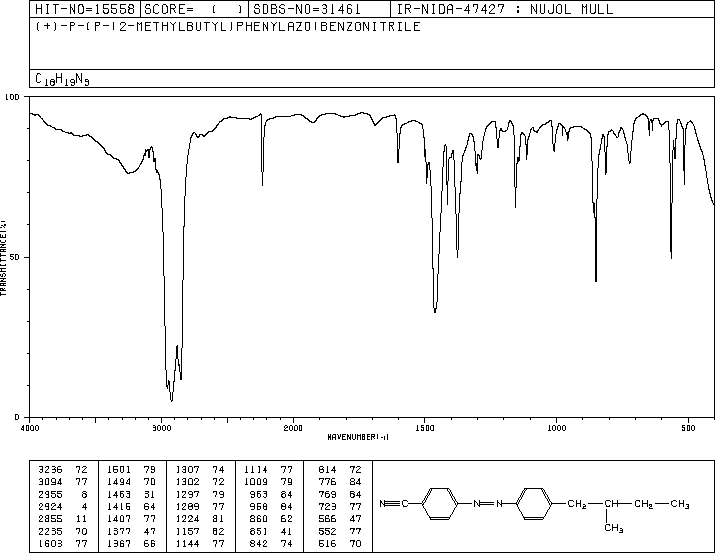 HIT-NO=15558 SCORE= ( ) SDBS-NO=31461 IR-NIDA-47427 : NUJOL MULL
(+)-P-(P-(2-METHYLBUTYL)PHENYLAZO)BENZONITRILE
C18H19N3
100
TRANSMITTANCE(%)
50
0
4000 3000 2000 1500 1000 500
WAVENUMBER(-1)
3236 72 1601 79 1307 74 1114 77 814 72
3094 77 1494 70 1302 72 1009 79 776 84
2955 8 1463 31 1297 79 963 84 769 84
2924 4 1416 64 1289 77 958 84 723 77
2855 11 1407 77 1224 81 860 62 566 47
2235 70 1377 47 1157 62 851 41 552 77
1603 77 1367 68 1144 77 842 74 516 70
N C N N CH2 CH CH2 CH3
CH3